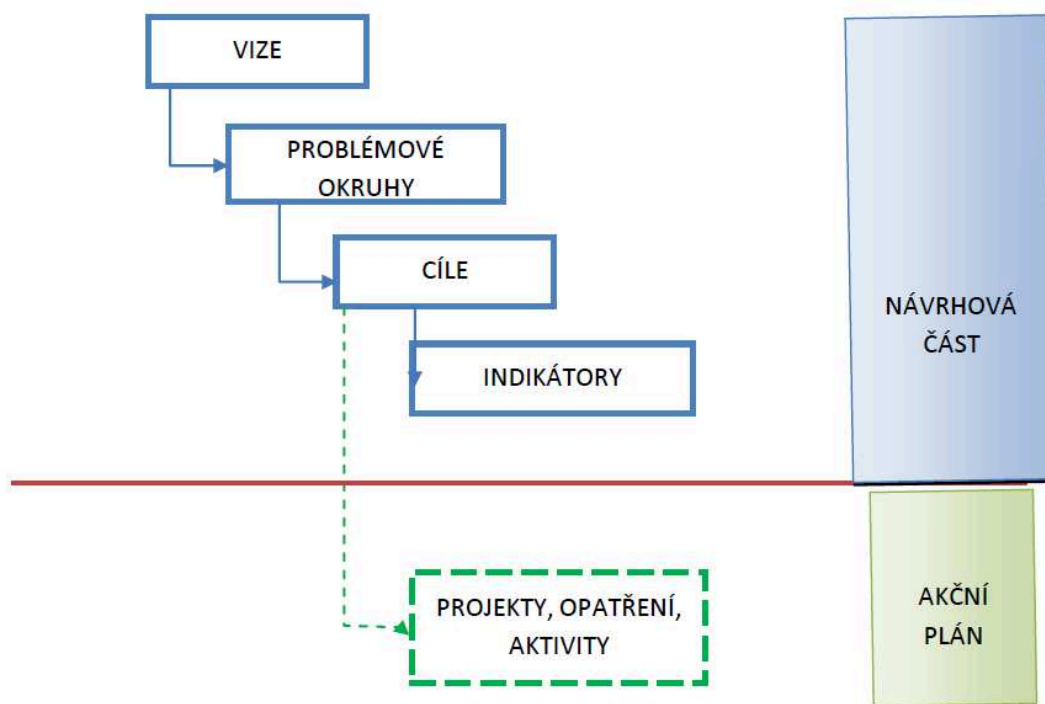 VIZE
PROBLÉMOVÉ
OKRUHY
CÍLE
INDIKÁTORY
NÁVRHOVÁ
ČÁST
PROJEKTY, OPATŘENÍ,
AKTIVITY
AKČNÍ
PLÁN